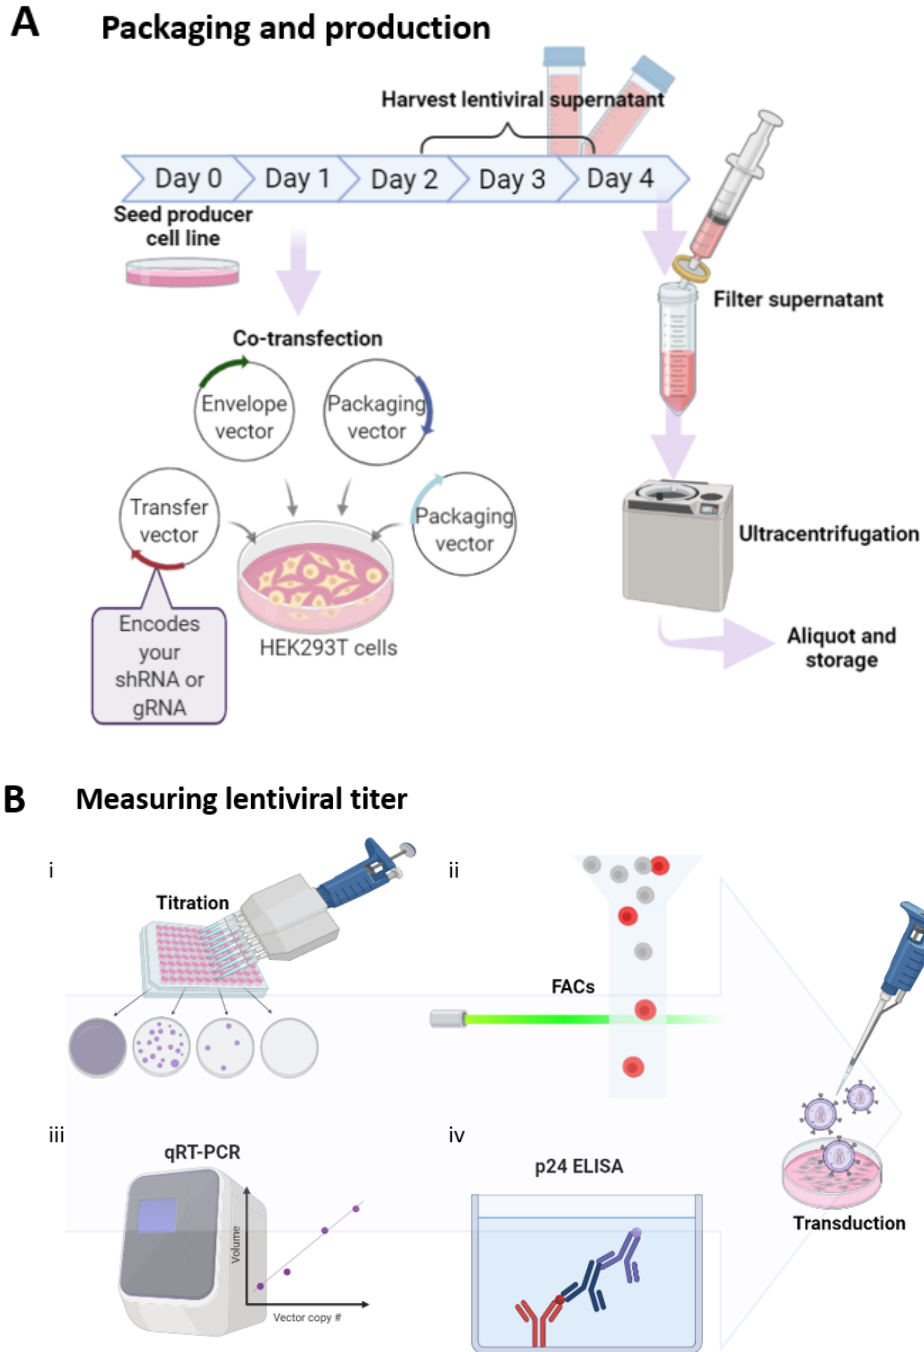 A
Packaging and production
Harvest lentiviral supernatant
Day 0
Day 1
Day 2
Day 3
Day 4
Seed producer
cell line
Filter supernatant
Co-transfection
Envelope
vector
Packaging
vector
Transfer
vector
Packaging
vector
Ultracentrifugation
Encodes
your
shRNA or
gRNA
HEK293T cells
Aliquot and
storage
B
Measuring lentiviral titer
i
Titration
ii
FACs
iii
qRT-PCR
Volume
Vector copy #
iv
p24 ELISA
Transduction